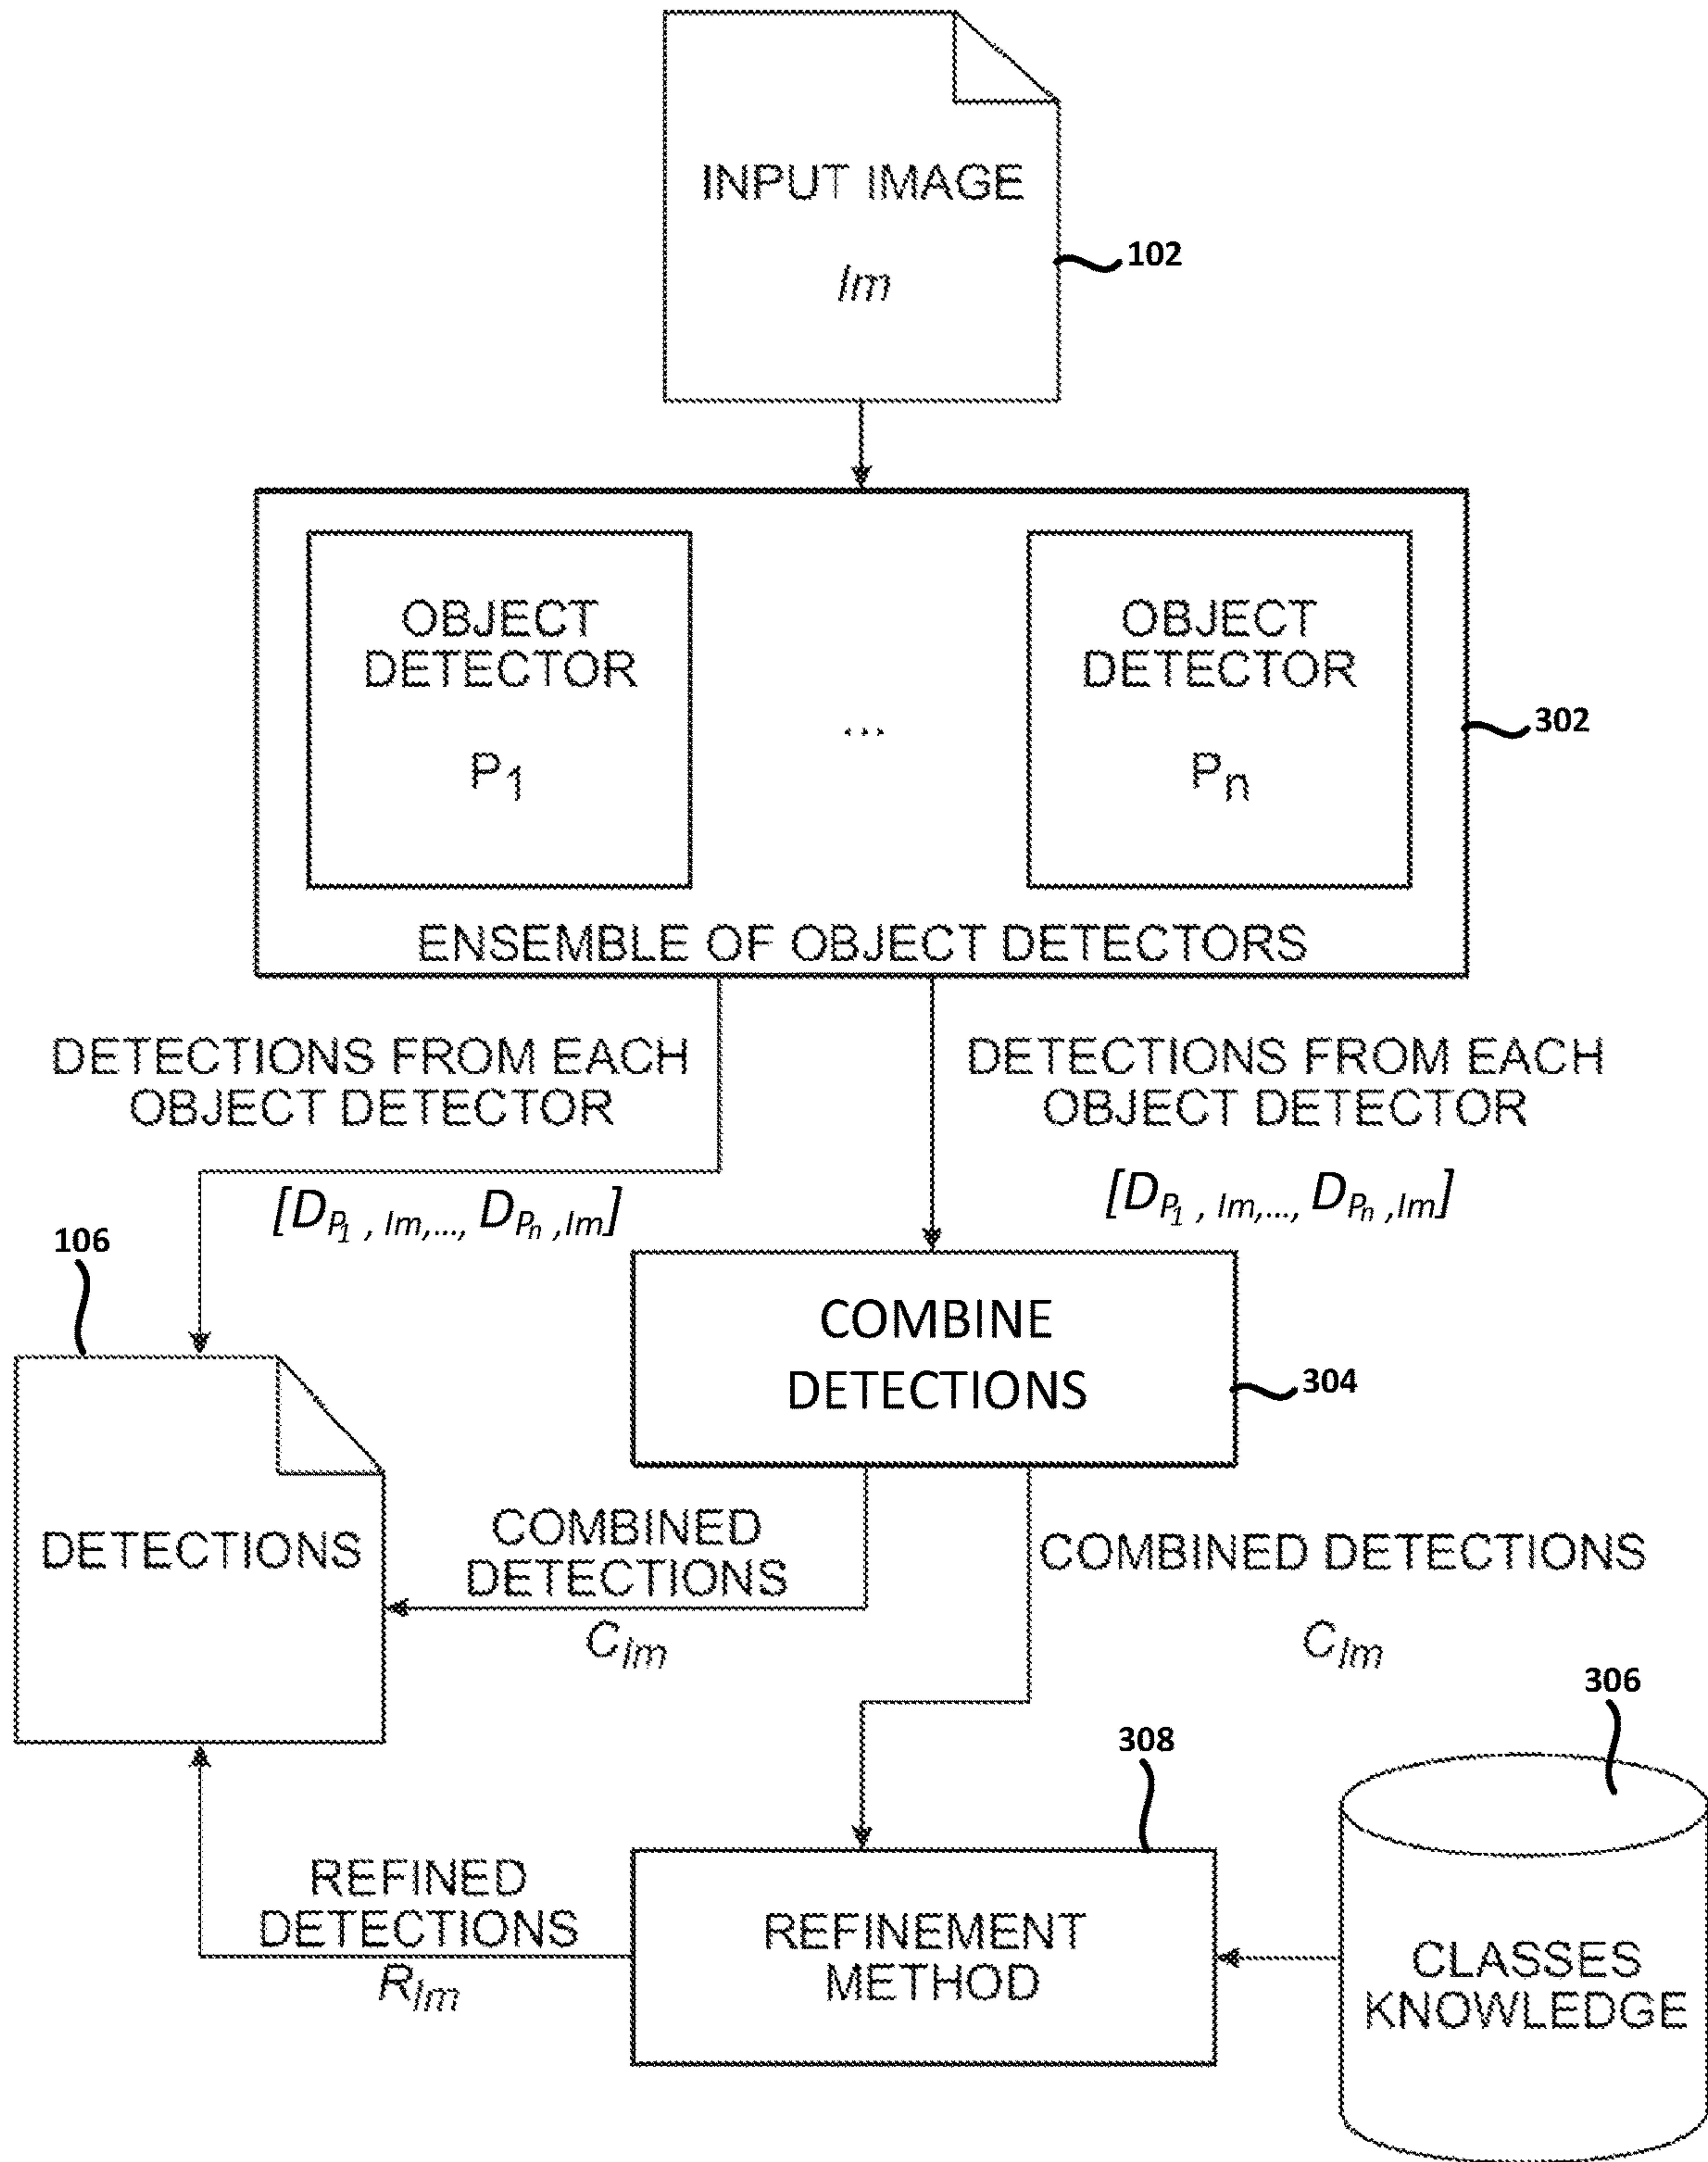 INPUT IMAGE
Im
102
OBJECT
DETECTOR
P1
...
OBJECT
DETECTOR
Pn
302
ENSEMBLE OF OBJECT DETECTORS
DETECTIONS FROM EACH
OBJECT DETECTOR
[DP1, Im,..., DPn,Im]
DETECTIONS FROM EACH
OBJECT DETECTOR
[DP1, Im,..., DPn,Im]
106
COMBINE
DETECTIONS
304
DETECTIONS
COMBINED
DETECTIONS
CIm
COMBINED DETECTIONS
CIm
306
308
REFINED
DETECTIONS
RIm
REFINEMENT
METHOD
CLASSES
KNOWLEDGE